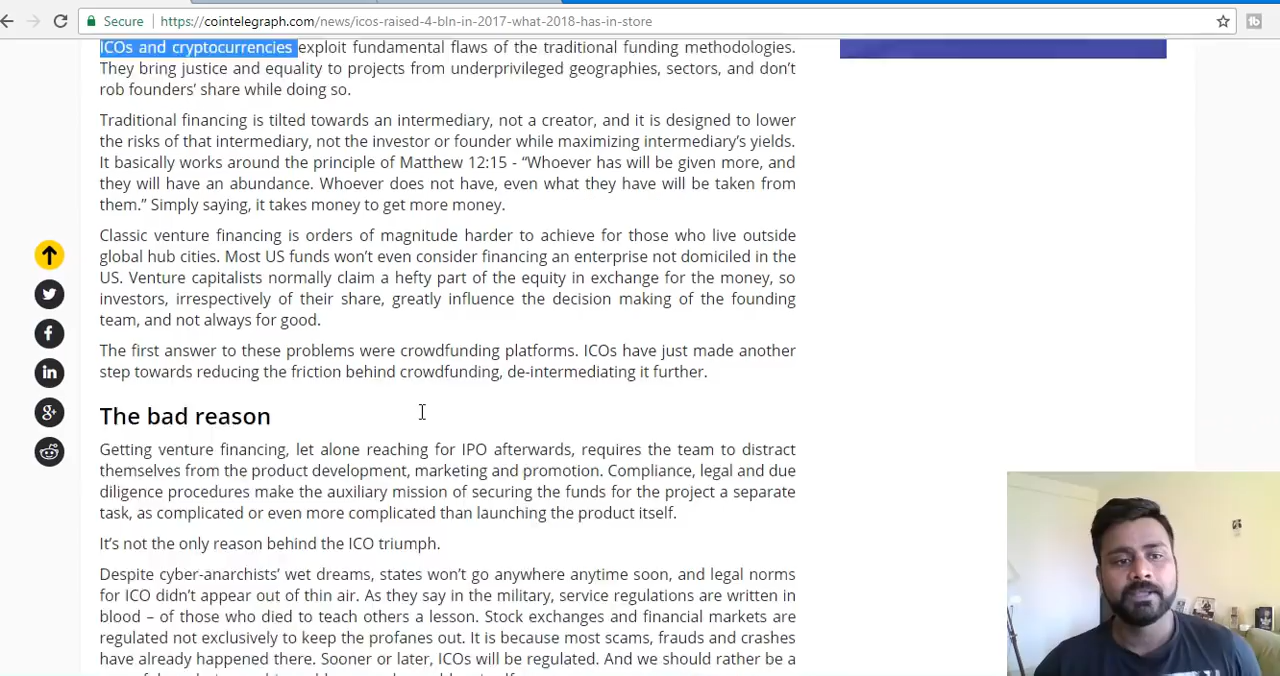 Secure
https://cointelegraph.com/news/icos-raised-4-bln-in-2017-what-2018-has-in-store
ICOs and cryptocurrencies exploit fundamental flaws of the traditional funding methodologies.
They bring justice and equality to projects from underprivileged geographies, sectors, and don’t
rob founders’ share while doing so.
Traditional financing is tilted towards an intermediary, not a creator, and it is designed to lower
the risks of that intermediary, not the investor or founder while maximizing intermediary’s yields.
It basically works around the principle of Matthew 12:15 - “Whoever has will be given more, and
they will have an abundance. Whoever does not have, even what they have will be taken from
them.” Simply saying, it takes money to get more money.
Classic venture financing is orders of magnitude harder to achieve for those who live outside
global hub cities. Most US funds won’t even consider financing an enterprise not domiciled in the
US. Venture capitalists normally claim a hefty part of the equity in exchange for the money, so
investors, irrespectively of their share, greatly influence the decision making of the founding
team, and not always for good.
The first answer to these problems were crowdfunding platforms. ICOs have just made another
step towards reducing the friction behind crowdfunding, de-intermediating it further.
The bad reason
Getting venture financing, let alone reaching for IPO afterwards, requires the team to distract
themselves from the product development, marketing and promotion. Compliance, legal and due
diligence procedures make the auxiliary mission of securing the funds for the project a separate
task, as complicated or even more complicated than launching the product itself.
It’s not the only reason behind the ICO triumph.
Despite cyber-anarchists’ wet dreams, states won’t go anywhere anytime soon, and legal norms
for ICO didn’t appear out of thin air. As they say in the military, service regulations are written in
blood – of those who died to teach others a lesson. Stock exchanges and financial markets are
regulated not exclusively to keep the profanes out. It is because most scams, frauds and crashes
have already happened there. Sooner or later, ICOs will be regulated. And we should rather be a